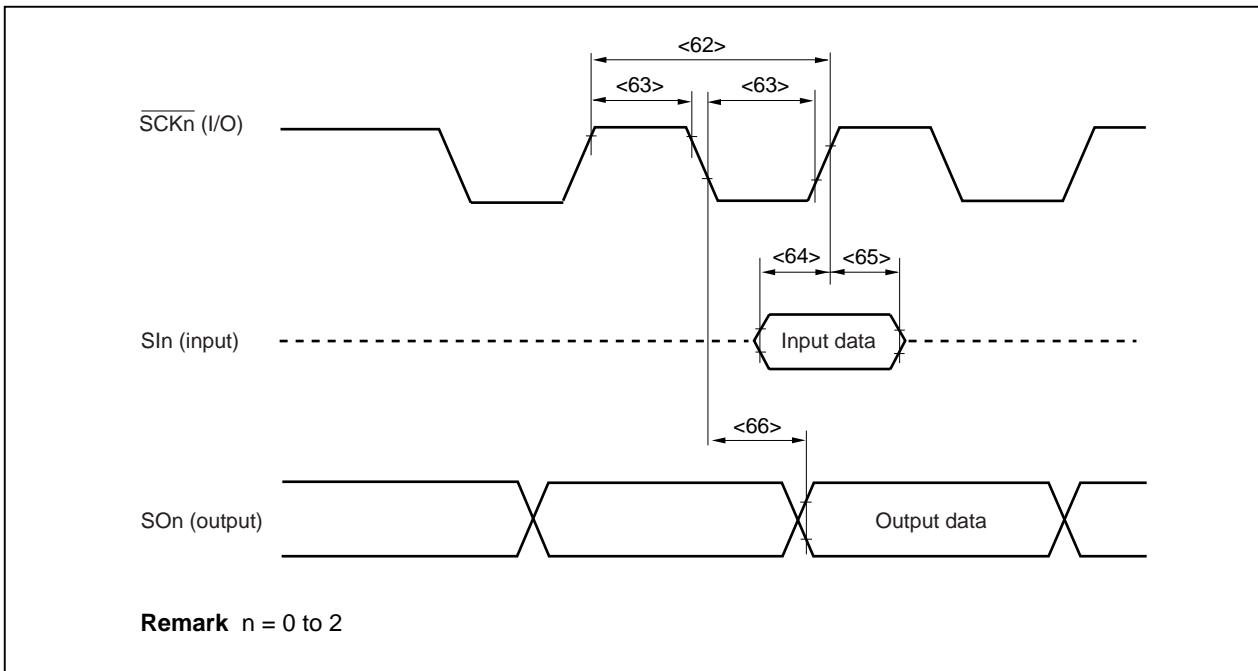 <62>
<63> <63>
SCKn (I/O)
<64> <65>
SIn (input)
Input data
<66>
SOn (output)
Output data
Remark n = 0 to 2